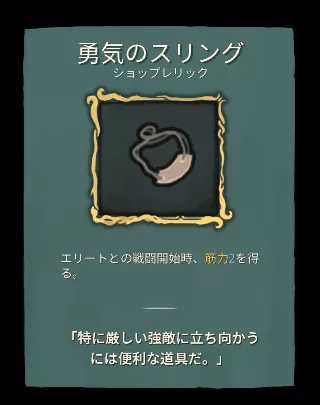 勇気のスリング
ショップレリック
エリートとの戦闘開始時、筋力2を得
る。
「特に厳しい強敵に立ち向かう
には便利な道具だ。」